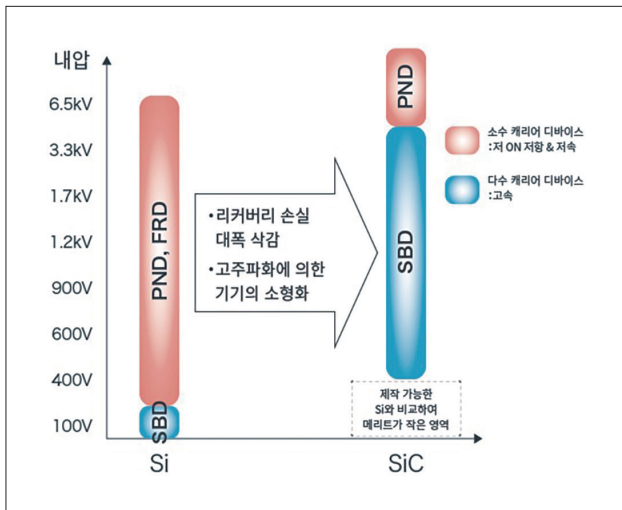 내압
6.5kV
3.3kV
1.7kV
1.2kV
900V
600V
400V
100V
PND, FRD
SBD
Si
•리커버리 손실
대폭 삭감
•고주파화에 의한
기기의 소형화
PND
SBD
제작 가능한
Si와 비교하여
메리트가 작은 영역
SiC
소수 캐리어 디바이스
:저 ON 저항 & 저속
다수 캐리어 디바이스
:고속